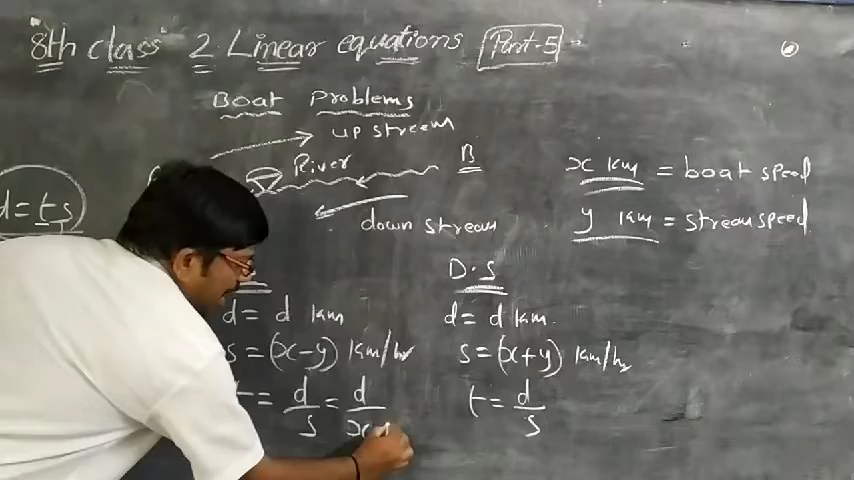 8th class 2 Linear equations Part-5
Boat Problems
up stream
River B
x km = boat speed
d = ts
y km = stream speed
down stream
D.S
d = d km d = d km.
s = (x-y) km/hr s = (x+y) km/hr
t = d/s = d/x t = d/s